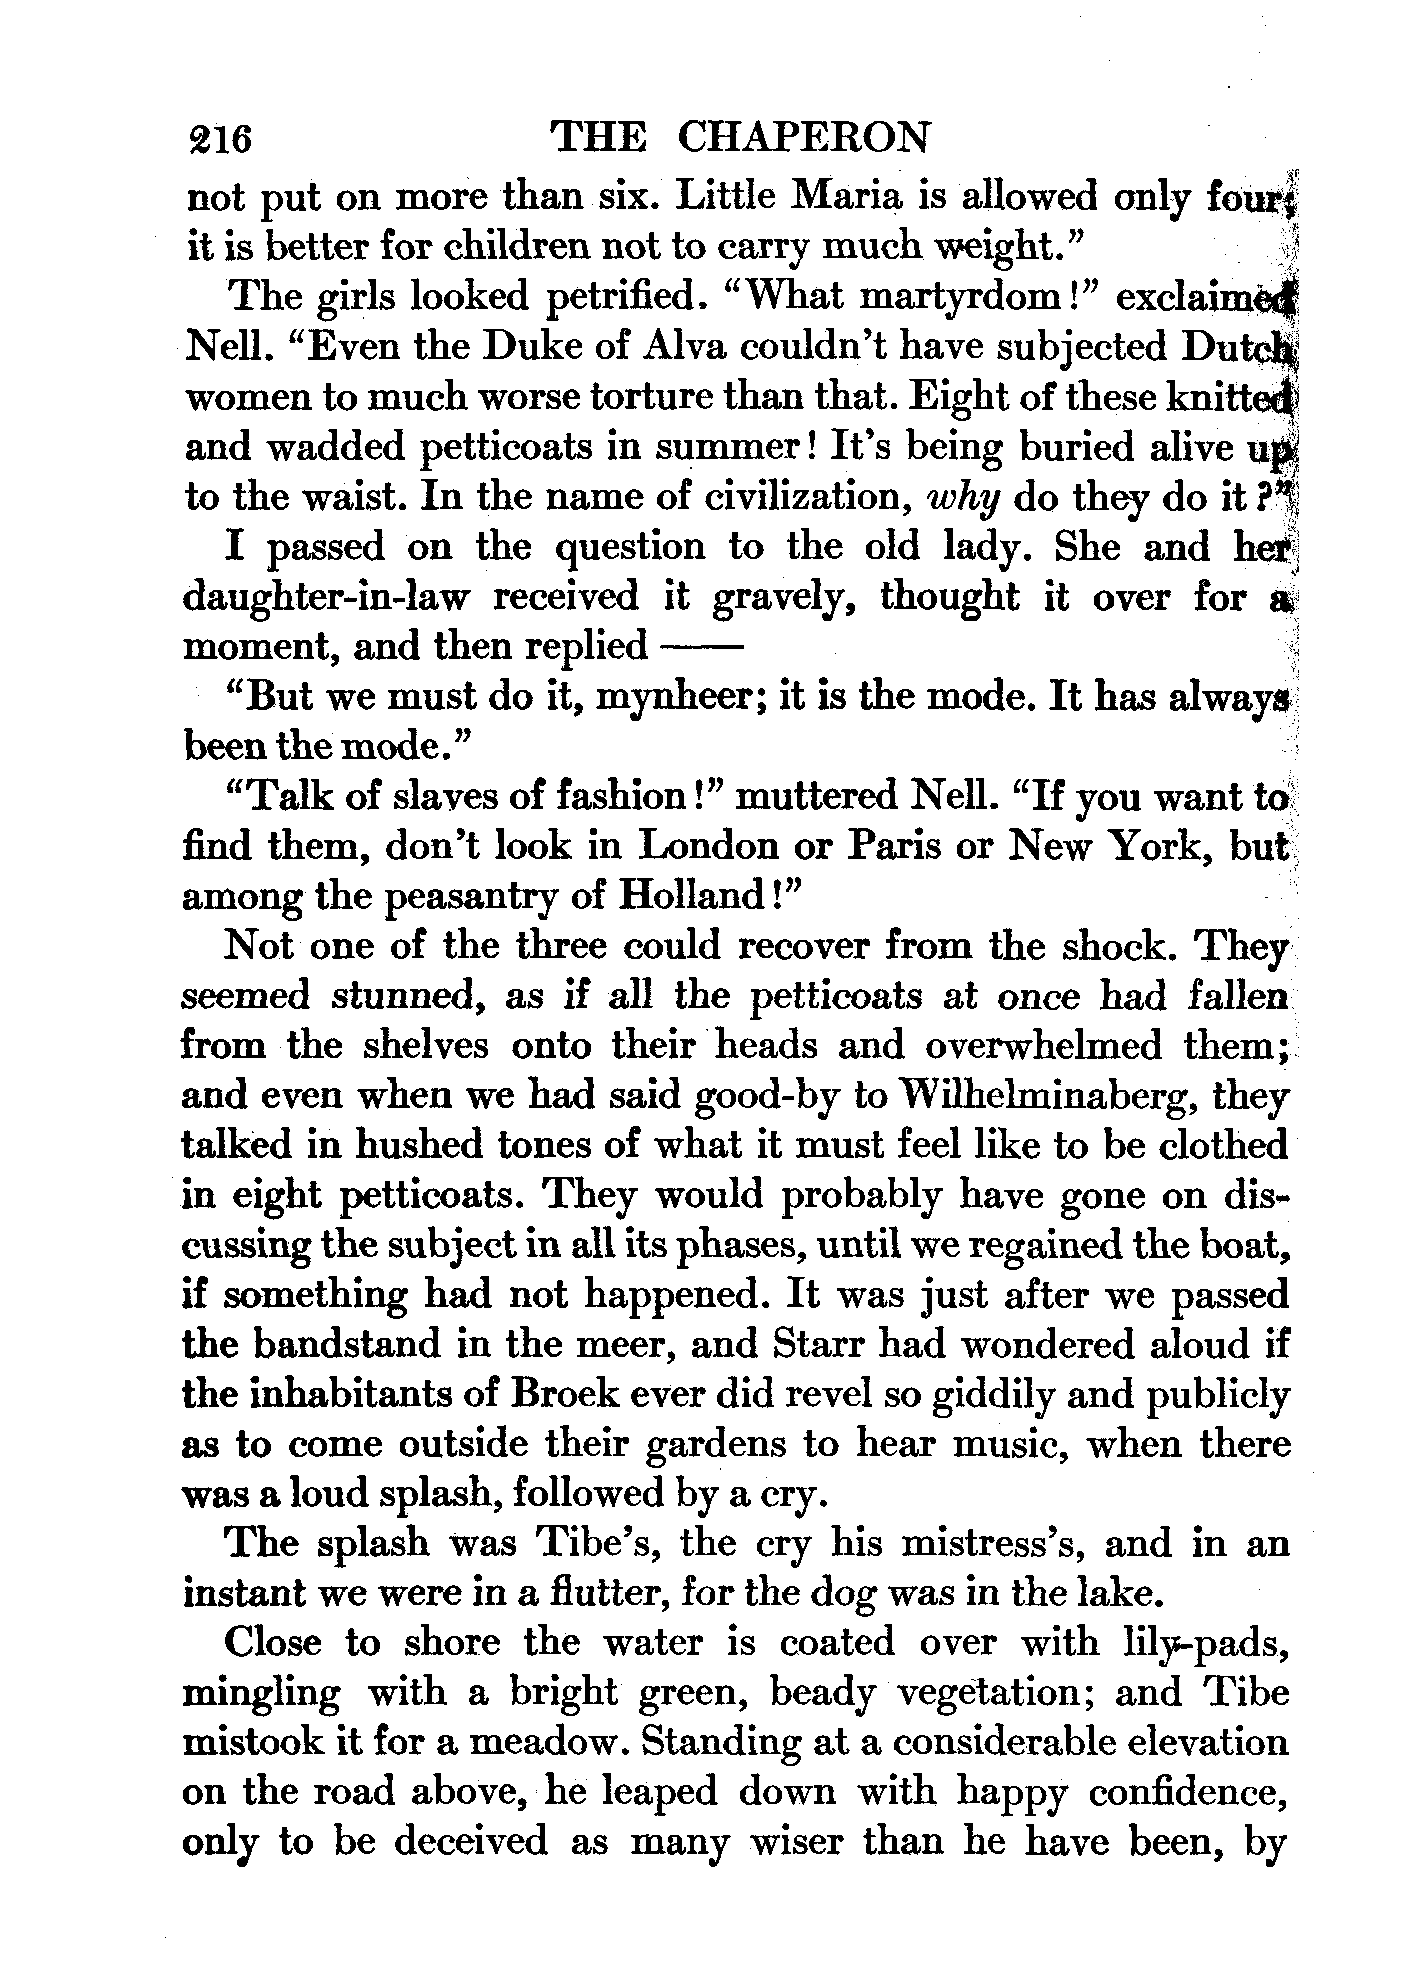 216 THE CHAPERON
not put on more than six. Little Maria is allowed only four;
it is better for children not to carry much weight.”
The girls looked petrified. “What martyrdom!” exclaimed
Nell. “Even the Duke of Alva couldn’t have subjected Dutch
women to much worse torture than that. Eight of these knitted
and wadded petticoats in summer! It’s being buried alive up
to the waist. In the name of civilization, why do they do it?”
I passed on the question to the old lady. She and her
daughter-in-law received it gravely, thought it over for a
moment, and then replied ——
“But we must do it, mynheer; it is the mode. It has always
been the mode.”
“Talk of slaves of fashion!” muttered Nell. “If you want to
find them, don’t look in London or Paris or New York, but
among the peasantry of Holland!”
Not one of the three could recover from the shock. They
seemed stunned, as if all the petticoats at once had fallen
from the shelves onto their heads and overwhelmed them;
and even when we had said good-by to Wilhelminaberg, they
talked in hushed tones of what it must feel like to be clothed
in eight petticoats. They would probably have gone on dis-
cussing the subject in all its phases, until we regained the boat,
if something had not happened. It was just after we passed
the bandstand in the meer, and Starr had wondered aloud if
the inhabitants of Broek ever did revel so giddily and publicly
as to come outside their gardens to hear music, when there
was a loud splash, followed by a cry.
The splash was Tibe’s, the cry his mistress’s, and in an
instant we were in a flutter, for the dog was in the lake.
Close to shore the water is coated over with lily-pads,
mingling with a bright green, beady vegetation; and Tibe
mistook it for a meadow. Standing at a considerable elevation
on the road above, he leaped down with happy confidence,
only to be deceived as many wiser than he have been, by